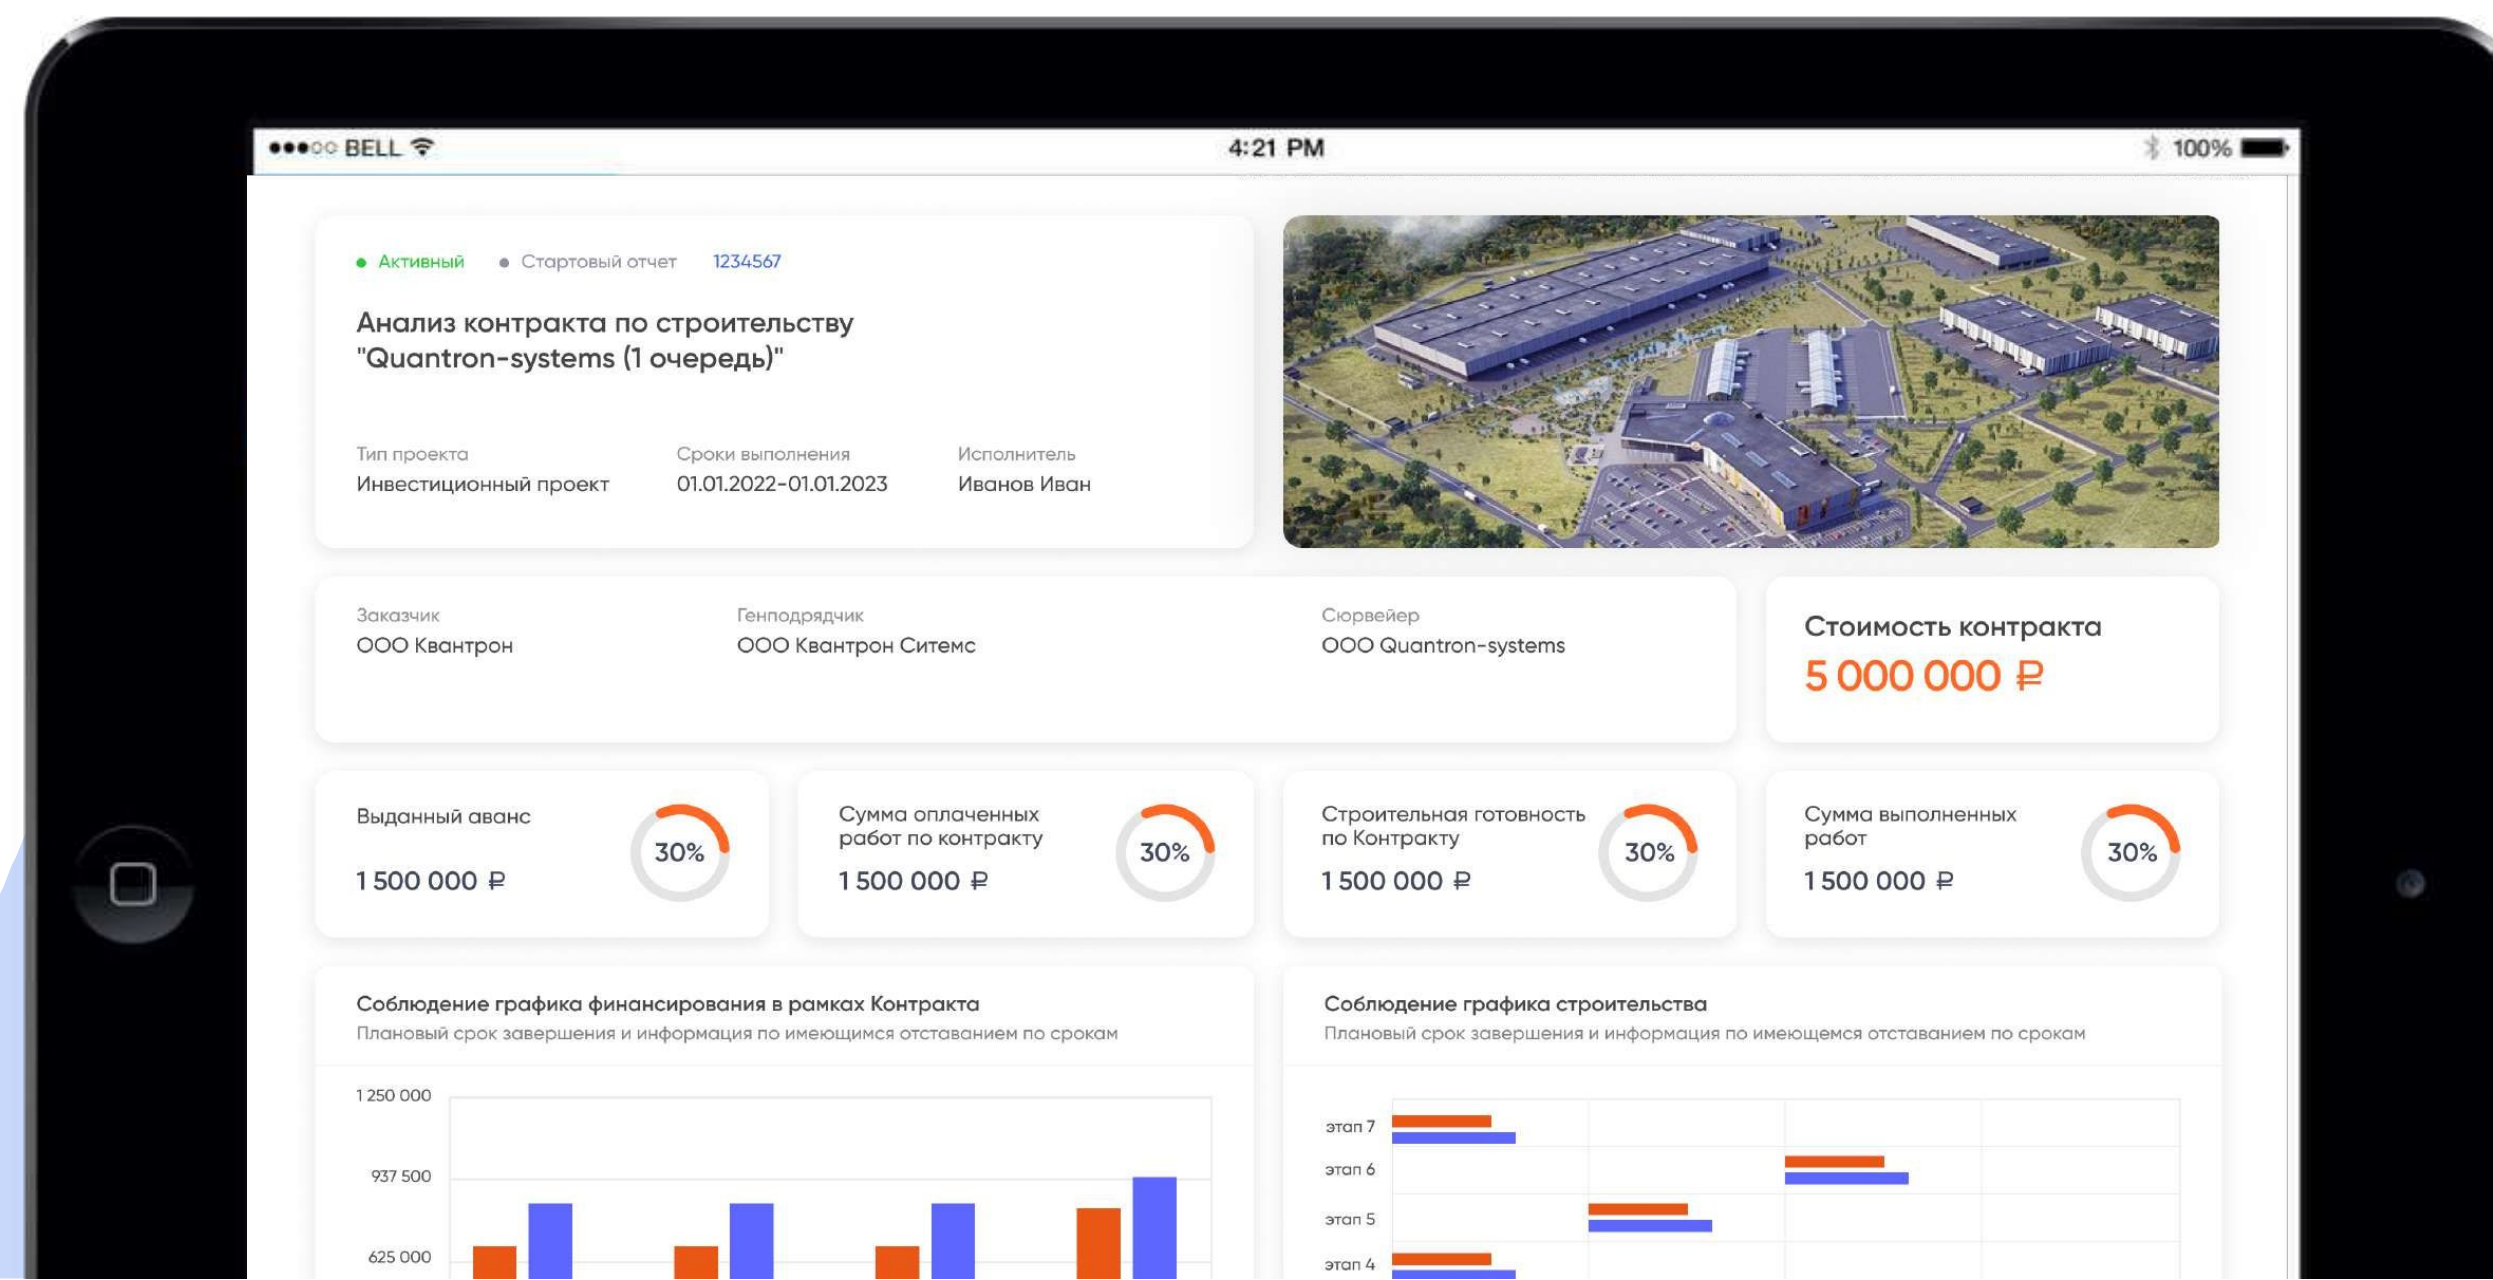 BELL
4:21 PM
100%
Активный Стартовый отчет 1234567
Анализ контракта по строительству
"Quantron-systems (1 очередь)"
Тип проекта Сроки выполнения Исполнитель
Инвестиционный проект 01.01.2022-01.01.2023 Иванов Иван
Заказчик Генподрядчик Сюрвейер
ООО Квантрон ООО Квантрон Ситемс ООО Quantron-systems
Стоимость контракта
5 000 000 ₽
Выданный аванс
1 500 000 ₽
30%
Сумма оплаченных
работ по контракту
1 500 000 ₽
30%
Строительная готовность
по Контракту
1 500 000 ₽
30%
Сумма выполненных
работ
1 500 000 ₽
30%
Соблюдение графика финансирования в рамках Контракта
Плановый срок завершения и информация по имеющимся отставанием по срокам
1 250 000
937 500
625 000
Соблюдение графика строительства
Плановый срок завершения и информация по имеющемся отставанием по срокам
этап 7
этап 6
этап 5
этап 4